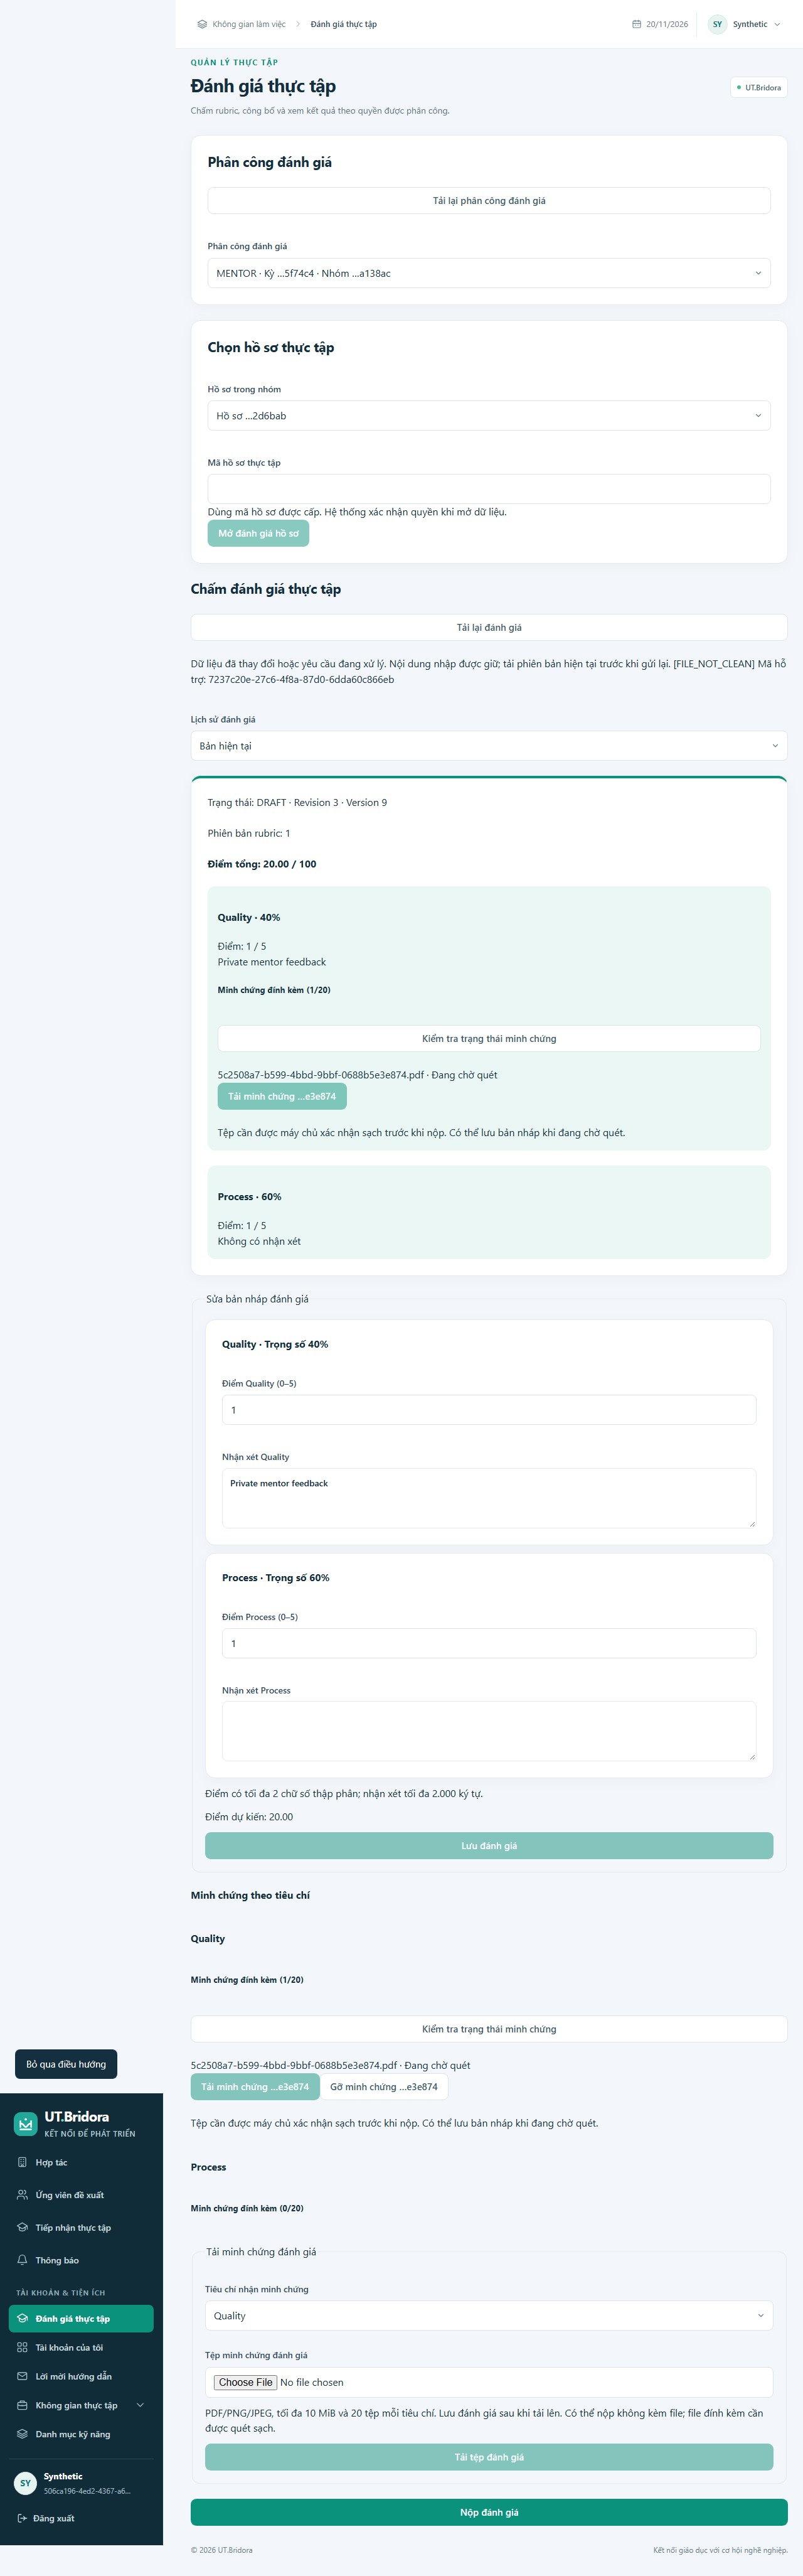 Không gian làm việc
Đánh giá thực tập
20/11/2026
SY
Synthetic
QUẢN LÝ THỰC TẬP
Đánh giá thực tập
UT.Bridora
Chấm rubric, công bố và xem kết quả theo quyền được phân công.
Phân công đánh giá
Tải lại phân công đánh giá
Phân công đánh giá
MENTOR · Kỳ ...5f74c4 · Nhóm ...a138ac
Chọn hồ sơ thực tập
Hồ sơ trong nhóm
Hồ sơ ...2d6bab
Mã hồ sơ thực tập
Dùng mã hồ sơ được cấp. Hệ thống xác nhận quyền khi mở dữ liệu.
Mở đánh giá hồ sơ
Chấm đánh giá thực tập
Tải lại đánh giá
Dữ liệu đã thay đổi hoặc yêu cầu đang xử lý. Nội dung nhập được giữ; tải phiên bản hiện tại trước khi gửi lại. [FILE_NOT_CLEAN] Mã hỗ
trợ: 7237c20e-27c6-4f8a-87d0-6dda60c866eb
Lịch sử đánh giá
Bản hiện tại
Trạng thái: DRAFT · Revision 3 · Version 9
Phiên bản rubric: 1
Điểm tổng: 20.00 / 100
Quality · 40%
Điểm: 1 / 5
Private mentor feedback
Minh chứng đính kèm (1/20)
Kiểm tra trạng thái minh chứng
5c2508a7-b599-4bbd-9bbf-0688b5e3e874.pdf · Đang chờ quét
Tải minh chứng ...e3e874
Tệp cần được máy chủ xác nhận sạch trước khi nộp. Có thể lưu bản nháp khi đang chờ quét.
Process · 60%
Điểm: 1 / 5
Không có nhận xét
Sửa bản nháp đánh giá
Quality · Trọng số 40%
Điểm Quality (0–5)
1
Nhận xét Quality
Private mentor feedback
Process · Trọng số 60%
Điểm Process (0–5)
1
Nhận xét Process
Điểm có tối đa 2 chữ số thập phân; nhận xét tối đa 2.000 ký tự.
Điểm dự kiến: 20.00
Lưu đánh giá
Minh chứng theo tiêu chí
Quality
Minh chứng đính kèm (1/20)
Kiểm tra trạng thái minh chứng
5c2508a7-b599-4bbd-9bbf-0688b5e3e874.pdf · Đang chờ quét
Tải minh chứng ...e3e874
Gỡ minh chứng ...e3e874
Tệp cần được máy chủ xác nhận sạch trước khi nộp. Có thể lưu bản nháp khi đang chờ quét.
Process
Minh chứng đính kèm (0/20)
Tải minh chứng đánh giá
Tiêu chí nhận minh chứng
Quality
Tệp minh chứng đánh giá
Choose File No file chosen
PDF/PNG/JPEG, tối đa 10 MiB và 20 tệp mỗi tiêu chí. Lưu đánh giá sau khi tải lên. Có thể nộp không kèm file; file đính kèm cần
được quét sạch.
Tải tệp đánh giá
Nộp đánh giá
© 2026 UT.Bridora
Kết nối giáo dục với cơ hội nghề nghiệp.
Bỏ qua điều hướng
UT.Bridora
KẾT NỐI ĐỂ PHÁT TRIỂN
Hợp tác
Ứng viên đề xuất
Tiếp nhận thực tập
Thông báo
TÀI KHOẢN & TIỆN ÍCH
Đánh giá thực tập
Tài khoản của tôi
Lời mời hướng dẫn
Không gian thực tập
Danh mục kỹ năng
SY
Synthetic
506ca196-4ed2-4367-a6...
Đăng xuất